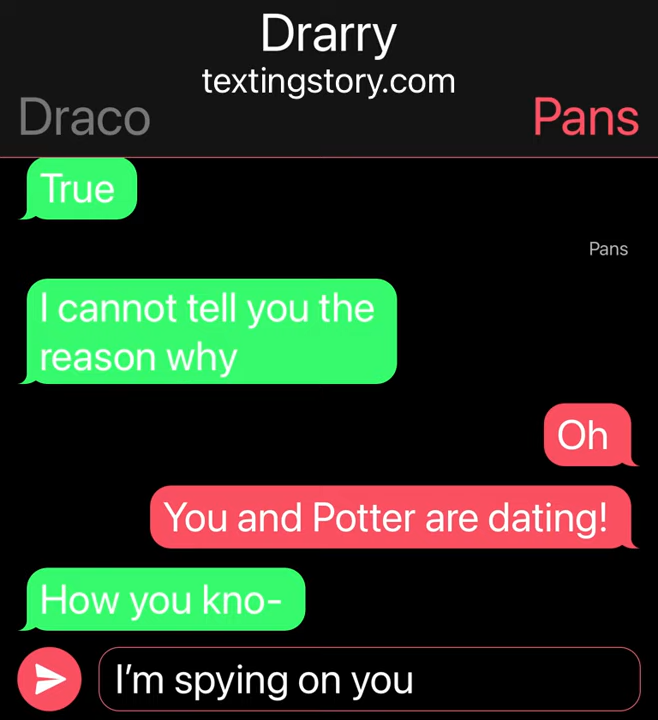 Drarry
textingstory.com
Draco
Pans
True
Pans
I cannot tell you the
reason why
Oh
You and Potter are dating!
How you kno-
I’m spying on you